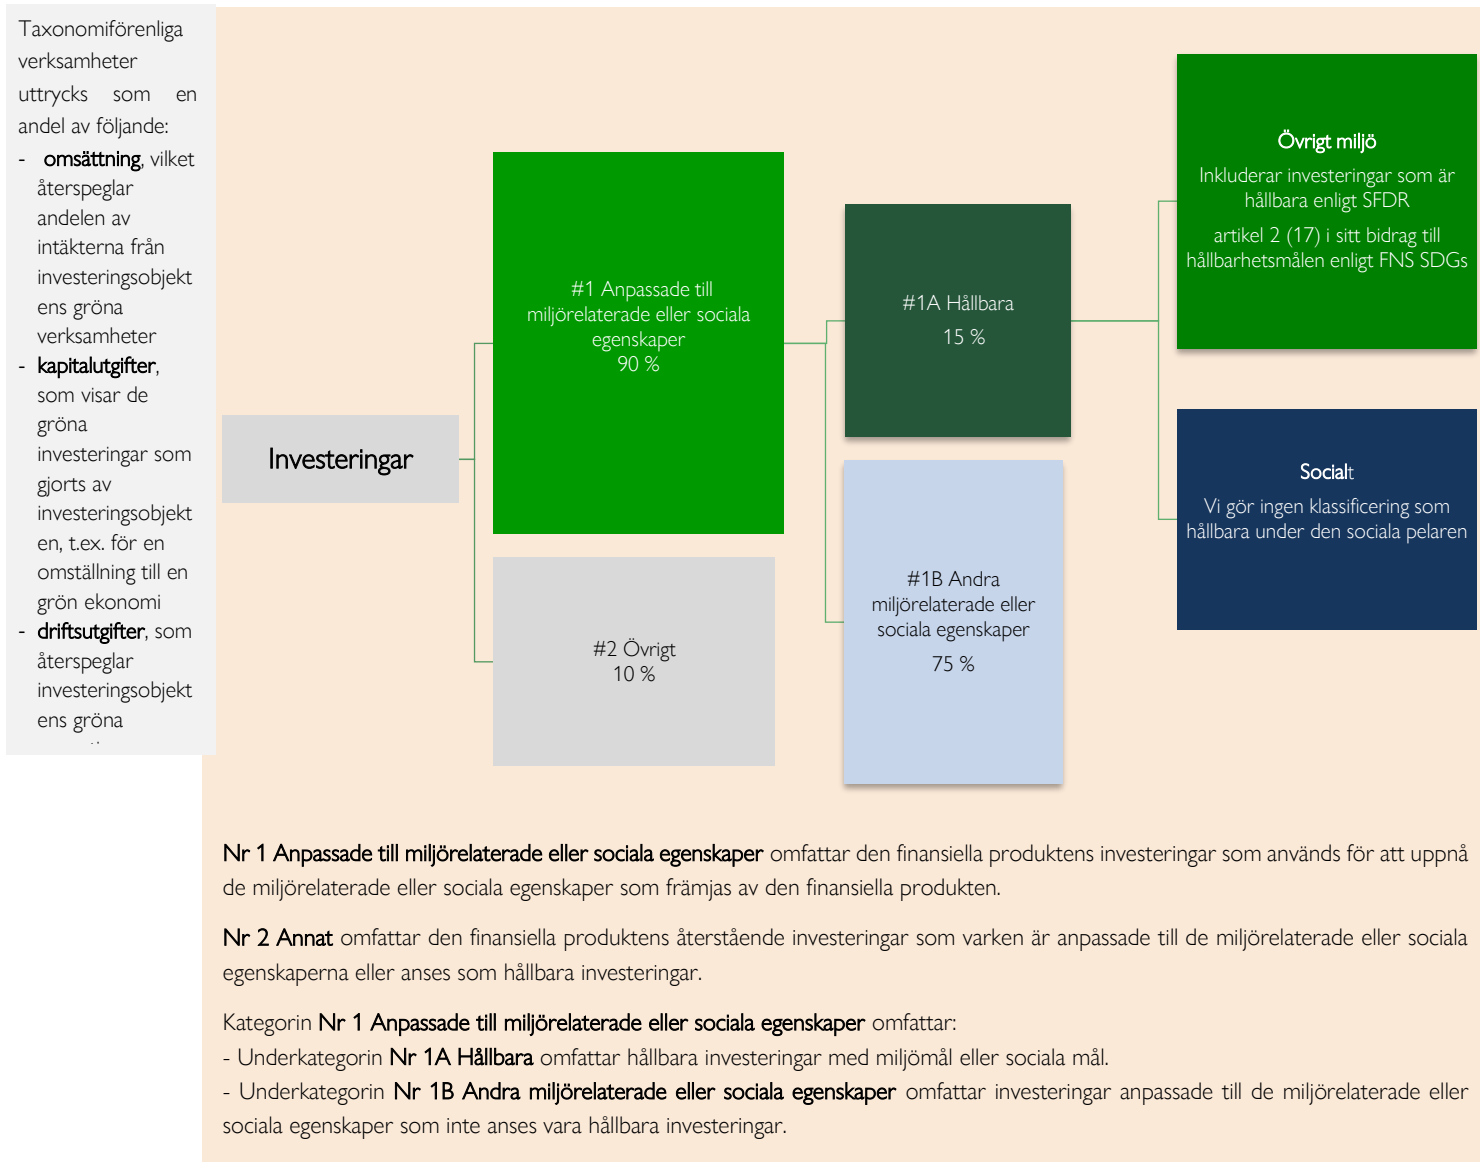 Taxonomiförenliga
verksamheter
uttrycks som en
andel av följande:
- omsättning, vilket
återspeglar
andelen av
intäkterna från
investeringsobjekt
ens gröna
verksamheter
- kapitalutgifter,
som visar de
gröna
investeringar som
gjorts av
investeringsobjekt
en, t.ex. för en
omställning till en
grön ekonomi
- driftsutgifter, som
återspeglar
investeringsobjekt
ens gröna
Investeringar
#1 Anpassade till
miljörelaterade eller sociala
egenskaper
90 %
#2 Övrigt
10 %
#1A Hållbara
15 %
#1B Andra
miljörelaterade eller
sociala egenskaper
75 %
Övrigt miljö
Inkluderar investeringar som är
hållbara enligt SFDR
artikel 2 (17) i sitt bidrag till
hållbarhetsmålen enligt FNS SDGs
Socialt
Vi gör ingen klassificering som
hållbara under den sociala pelaren
Nr 1 Anpassade till miljörelaterade eller sociala egenskaper omfattar den finansiella produktens investeringar som används för att uppnå
de miljörelaterade eller sociala egenskaper som främjas av den finansiella produkten.
Nr 2 Annat omfattar den finansiella produktens återstående investeringar som varken är anpassade till de miljörelaterade eller sociala
egenskaperna eller anses som hållbara investeringar.
Kategorin Nr 1 Anpassade till miljörelaterade eller sociala egenskaper omfattar:
- Underkategorin Nr 1A Hållbara omfattar hållbara investeringar med miljömål eller sociala mål.
- Underkategorin Nr 1B Andra miljörelaterade eller sociala egenskaper omfattar investeringar anpassade till de miljörelaterade eller
sociala egenskaper som inte anses vara hållbara investeringar.